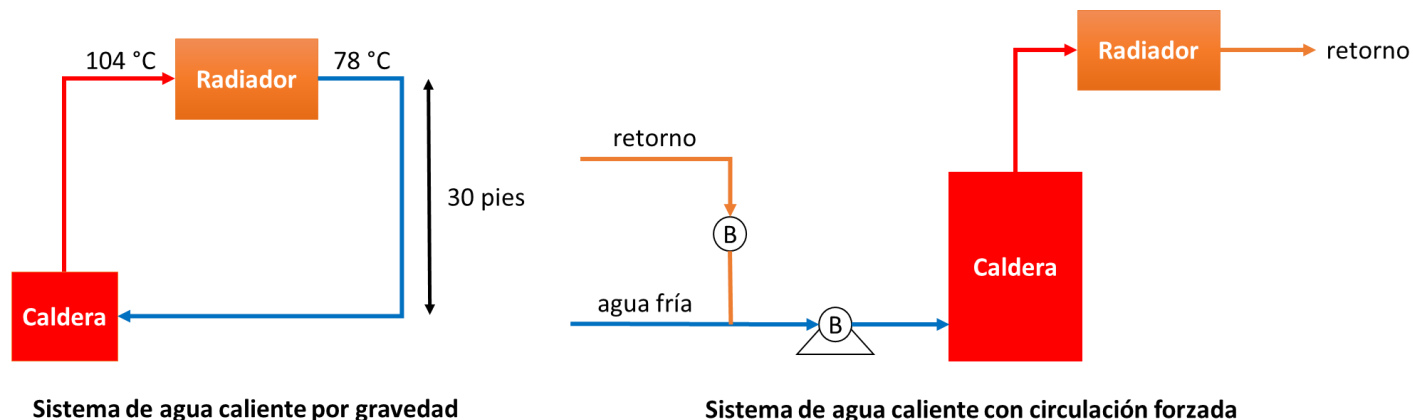 104 °C
Radiador
78 °C
30 pies
Caldera
Sistema de agua caliente por gravedad
Radiador
retorno
retorno
B
Caldera
agua fría
B
Sistema de agua caliente con circulación forzada